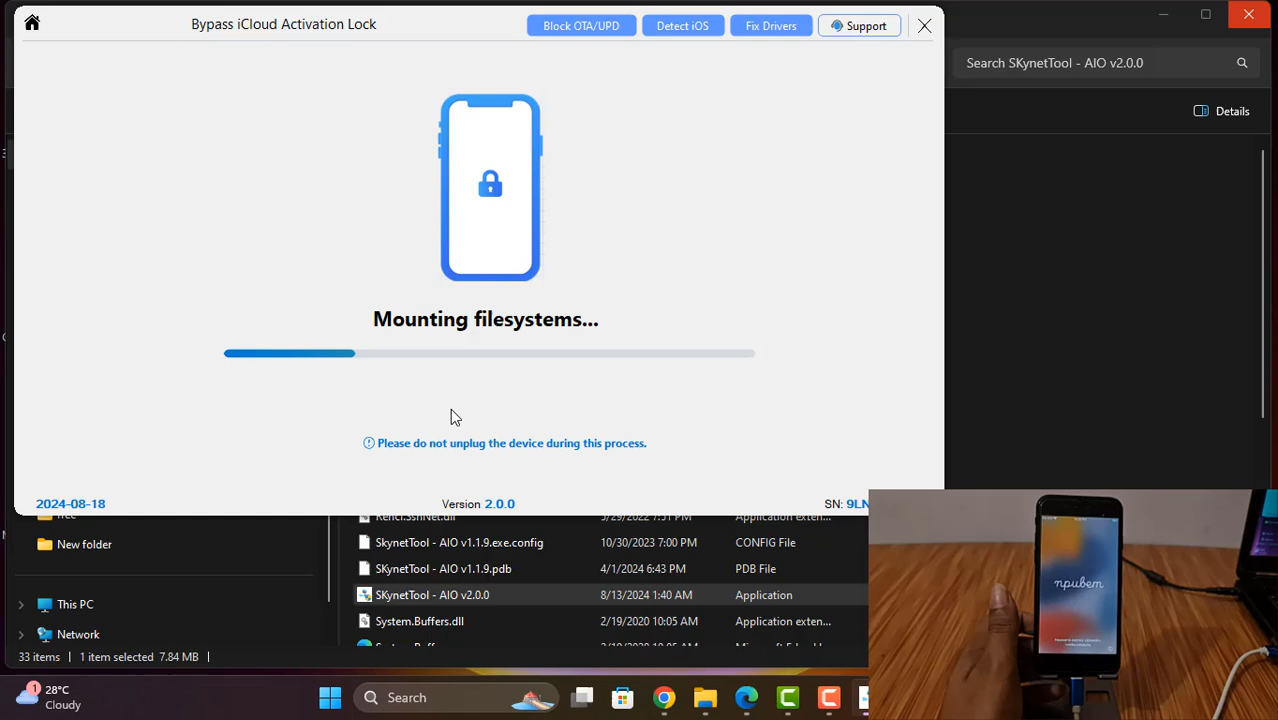 Bypass iCloud Activation Lock
Block OTA/UPD
Detect iOS
Fix Drivers
Support
Search SKynetTool - AIO v2.0.0
Details
Mounting filesystems...
Please do not unplug the device during this process.
2024-08-18
Version 2.0.0
SN: 9LN
New folder
SkynetTool - AIO v1.1.9.exe.config 10/30/2023 7:00 PM CONFIG File
SkynetTool - AIO v1.1.9.pdb 4/1/2024 6:43 PM PDB File
This PC
SKynetTool - AIO v2.0.0 8/13/2024 1:40 AM Application
System.Buffers.dll 2/19/2020 10:05 AM Application exten...
Network
33 items 1 item selected 7.84 MB
привет
1
28°C
Cloudy
Search